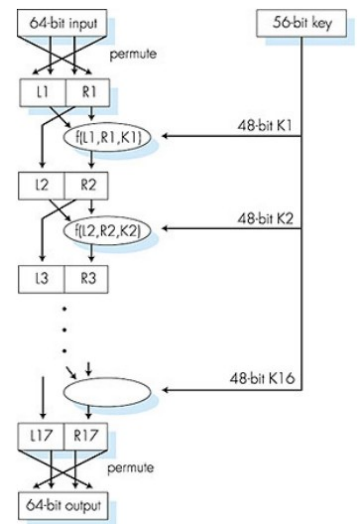 64-bit input
56-bit key
permute
L1 R1
f(L1,R1,K1)
48-bit K1
L2 R2
f(L2,R2,K2)
48-bit K2
L3 R3
48-bit K16
L17 R17
permute
64-bit output